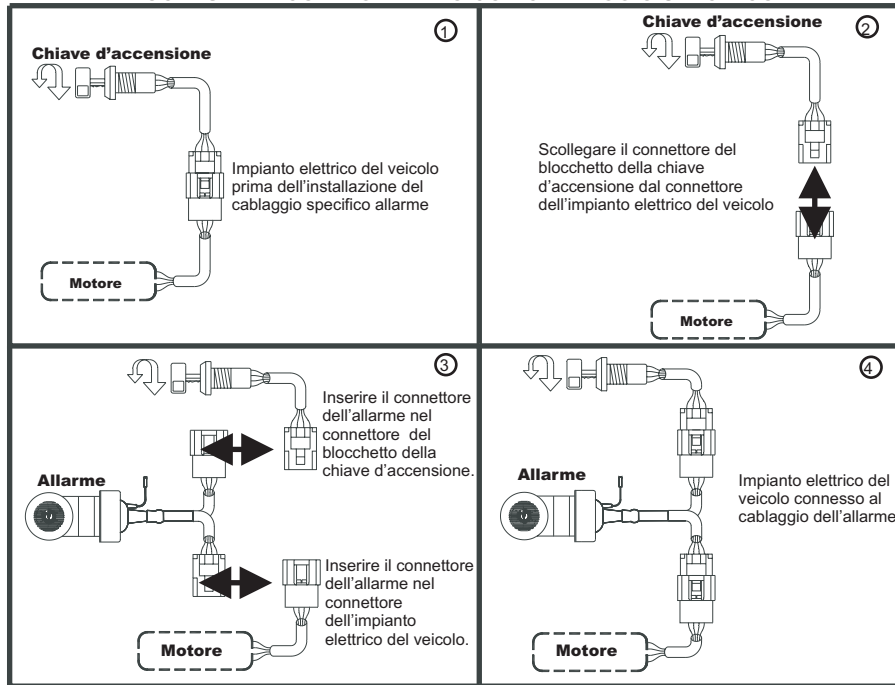 1
Chiave d'accensione
Impianto elettrico del veicolo
prima dell'installazione del
cablaggio specifico allarme
Motore
2
Chiave d'accensione
Scollegare il connettore del
blocchetto della chiave
d'accensione dal connettore
dell'impianto elettrico del veicolo
Motore
3
Inserire il connettore
dell'allarme nel
connettore del
blocchetto della
chiave d'accensione.
Allarme
Inserire il connettore
dell'allarme nel
connettore
dell'impianto
elettrico del veicolo.
Motore
4
Allarme
Impianto elettrico del
veicolo connesso al
cablaggio dell'allarme
Motore